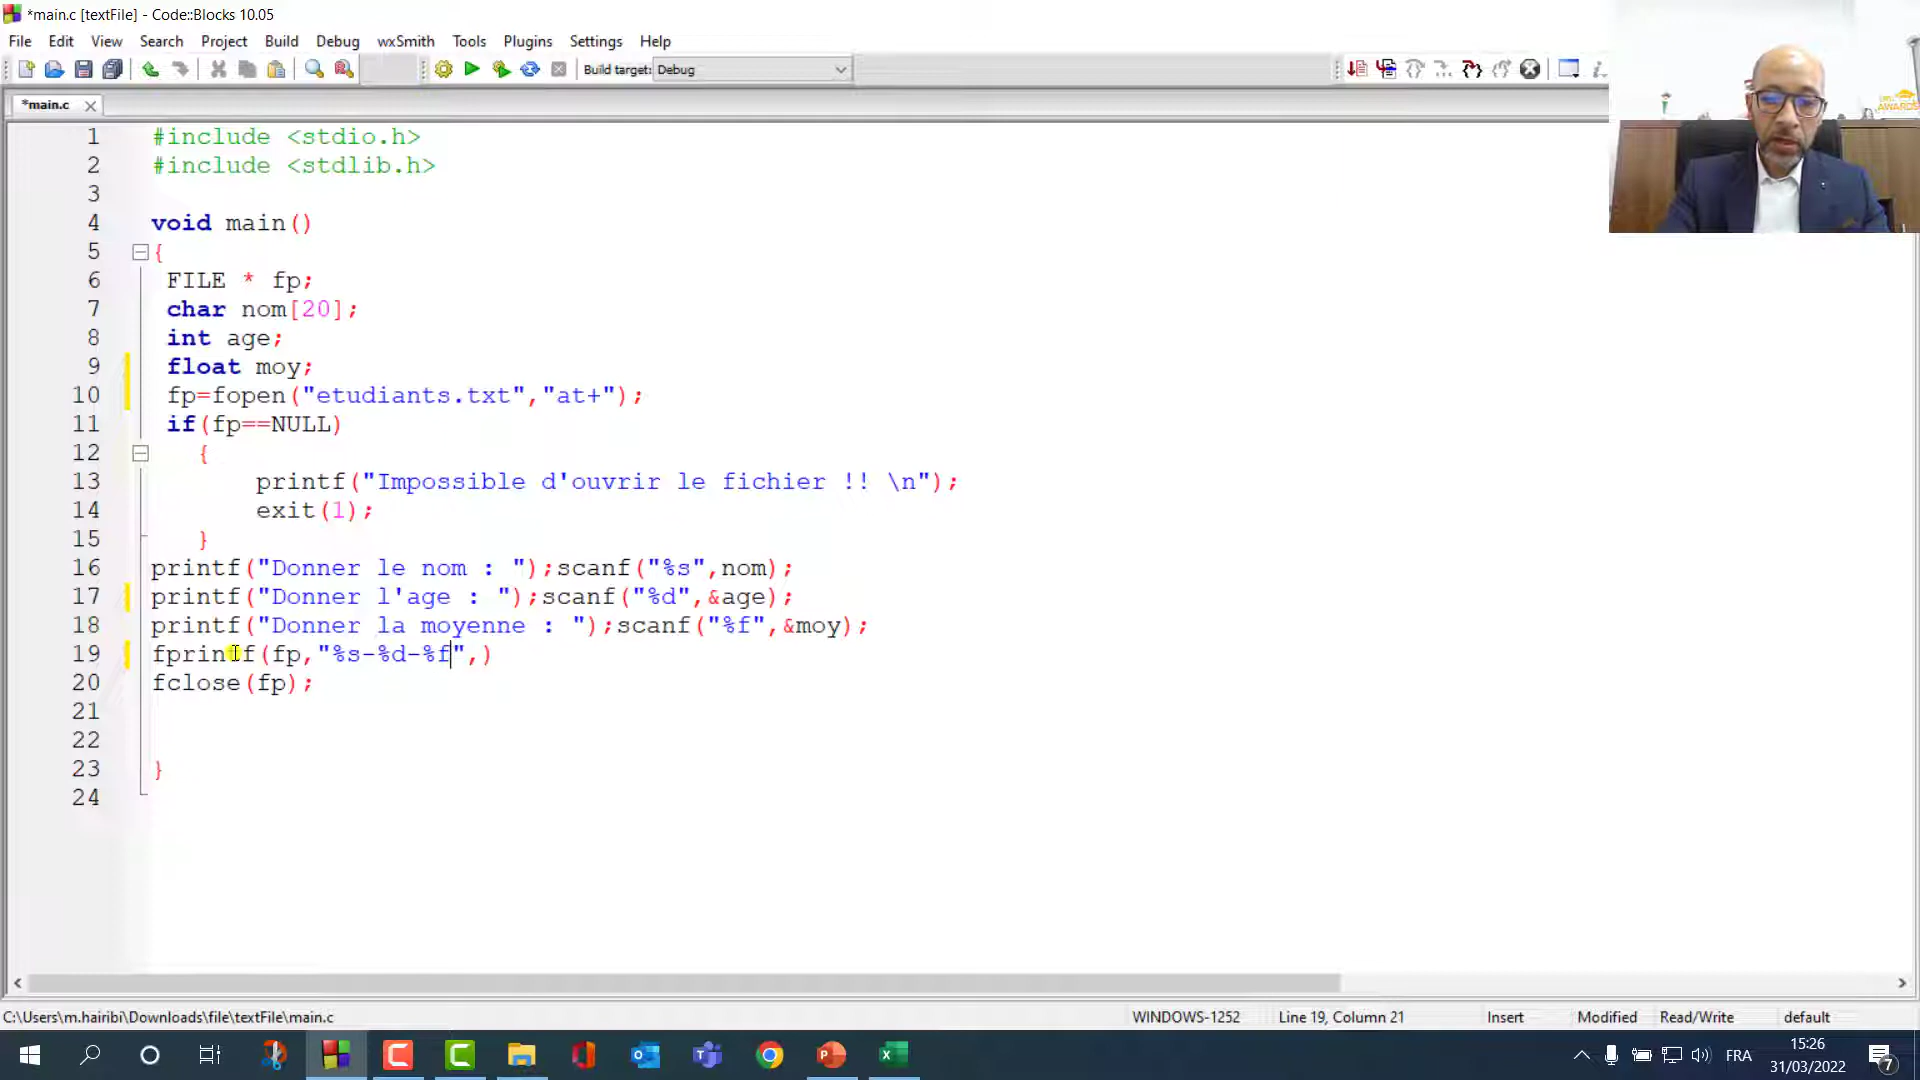 *main.c [textFile] - Code::Blocks 10.05
File Edit View Search Project Build Debug wxSmith Tools Plugins Settings Help
Build target: Debug
*main.c
1 #include <stdio.h>
2 #include <stdlib.h>
3
4 void main()
5 {
6 FILE * fp;
7 char nom[20];
8 int age;
9 float moy;
10 fp=fopen("etudiants.txt","at+");
11 if(fp==NULL)
12 {
13 printf("Impossible d'ouvrir le fichier !! \n");
14 exit(1);
15 }
16 printf("Donner le nom : ");scanf("%s",nom);
17 printf("Donner l'age : ");scanf("%d",&age);
18 printf("Donner la moyenne : ");scanf("%f",&moy);
19 fprintf(fp,"%s-%d-%f",)
20 fclose(fp);
21
22
23 }
24
C:\Users\m.hairibi\Downloads\file\textFile\main.c WINDOWS-1252 Line 19, Column 21 Insert Modified Read/Write default
FRA 15:26
31/03/2022
7
AWARDS